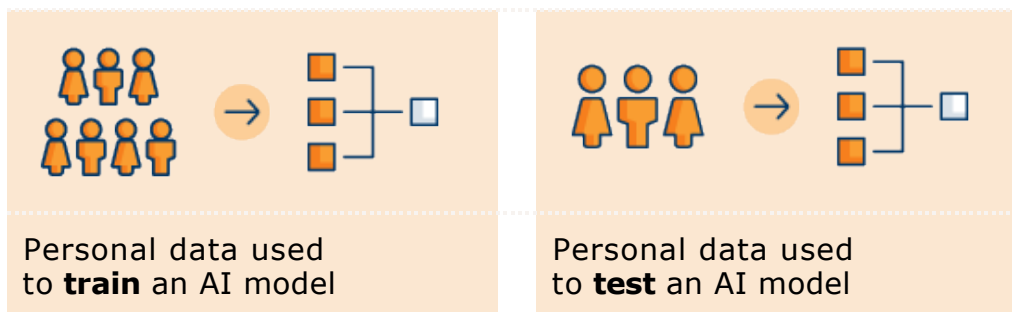 Personal data used
to train an AI model
Personal data used
to test an AI model